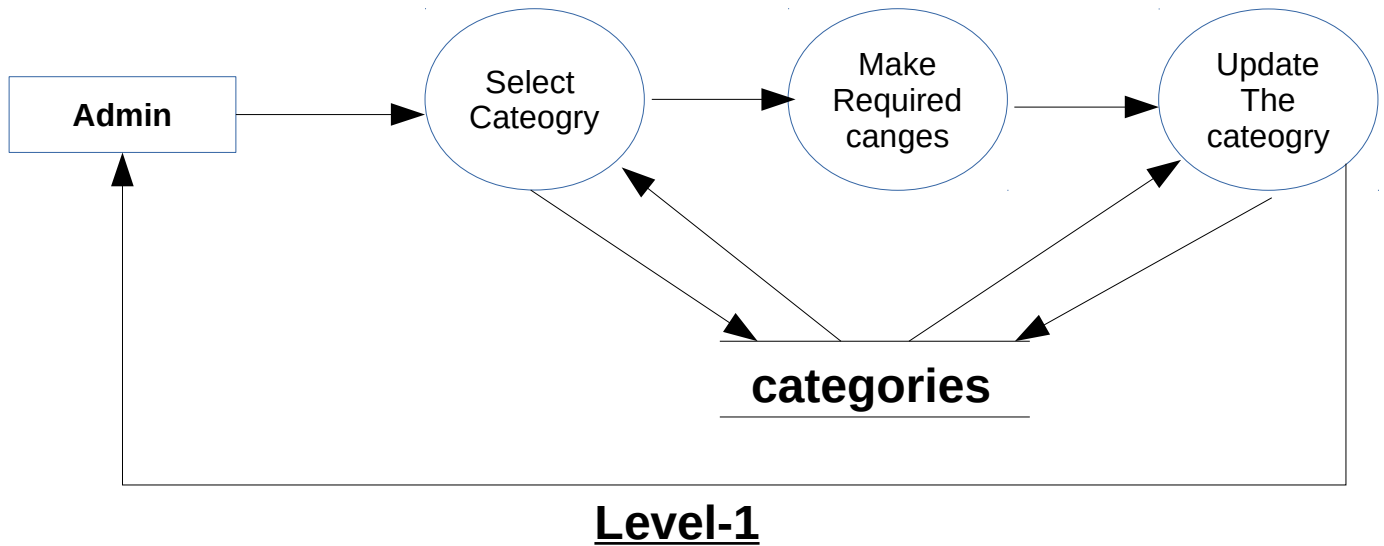 Admin
Select
Cateogry
Make
Required
canges
Update
The
cateogry
categories
Level-1